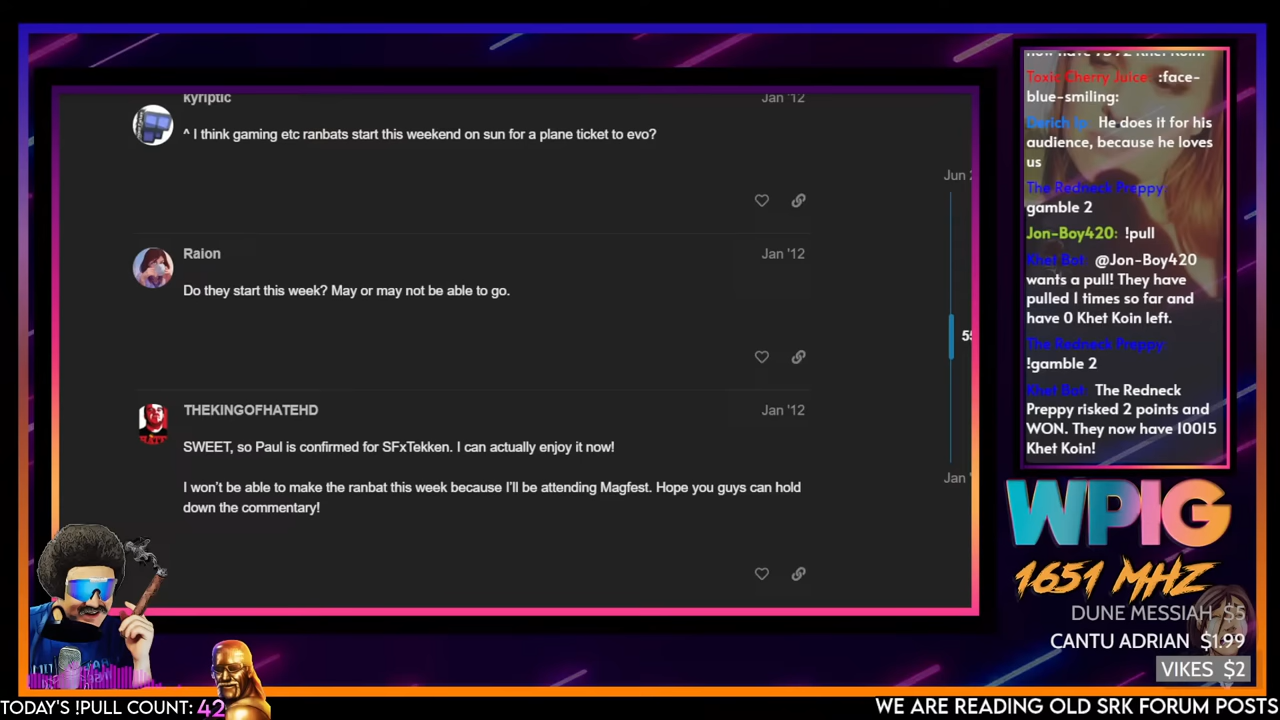 kyriptic
Jan '12
^ I think gaming etc ranbats start this weekend on sun for a plane ticket to evo?
Raion
Jan '12
Do they start this week? May or may not be able to go.
THEKINGOFHATEHD
Jan '12
SWEET, so Paul is confirmed for SFxTekken. I can actually enjoy it now!
I won't be able to make the ranbat this week because I'll be attending Magfest. Hope you guys can hold
down the commentary!
Jun 2
Jan '
Toxic Cherry Juice: :face-
blue-smiling:
He does it for his
audience, because he loves
us
The Redneck Preppy
gamble 2
Jon-Boy420: !pull
Khet Bot: @Jon-Boy420
wants a pull! They have
pulled 1 times so far and
have 0 Khet Koin left.
The Redneck Preppy:
!gamble 2
Khet Bot: The Redneck
Preppy risked 2 points and
WON. They now have 10015
Khet Koin!
WPIG
1651 MHZ
DUNE MESSIAH $5
CANTU ADRIAN $1.99
VIKES $2
TODAY'S !PULL COUNT: 42
WE ARE READING OLD SRK FORUM POSTS